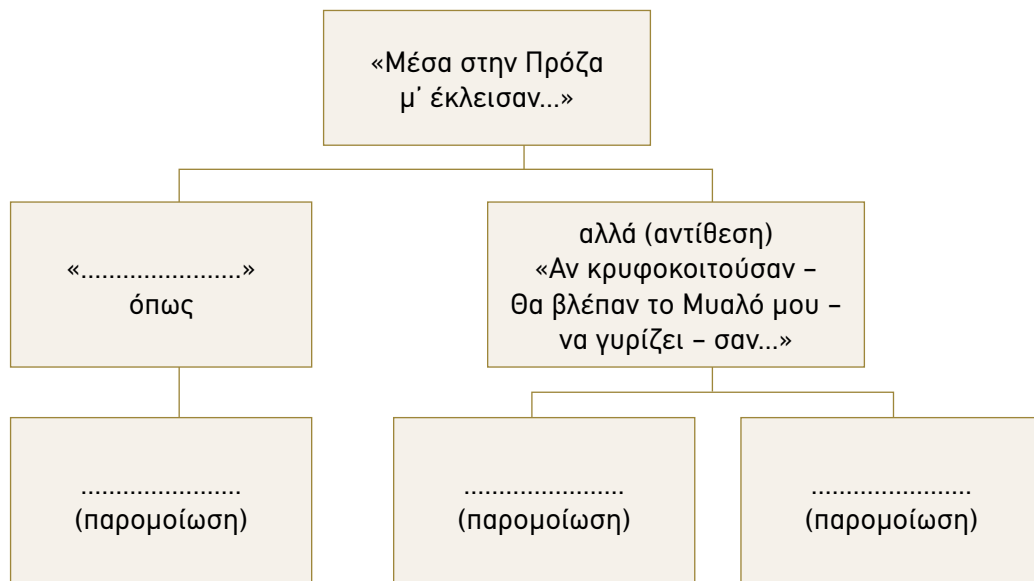 «Μέσα στην Πρόζα
μ' έκλεισαν...»
«.......................»
όπως
αλλά (αντίθεση)
«Αν κρυφοκοιτούσαν –
Θα βλέπαν το Μυαλό μου –
να γυρίζει – σαν...»
.......................
(παρομοίωση)
.......................
(παρομοίωση)
.......................
(παρομοίωση)